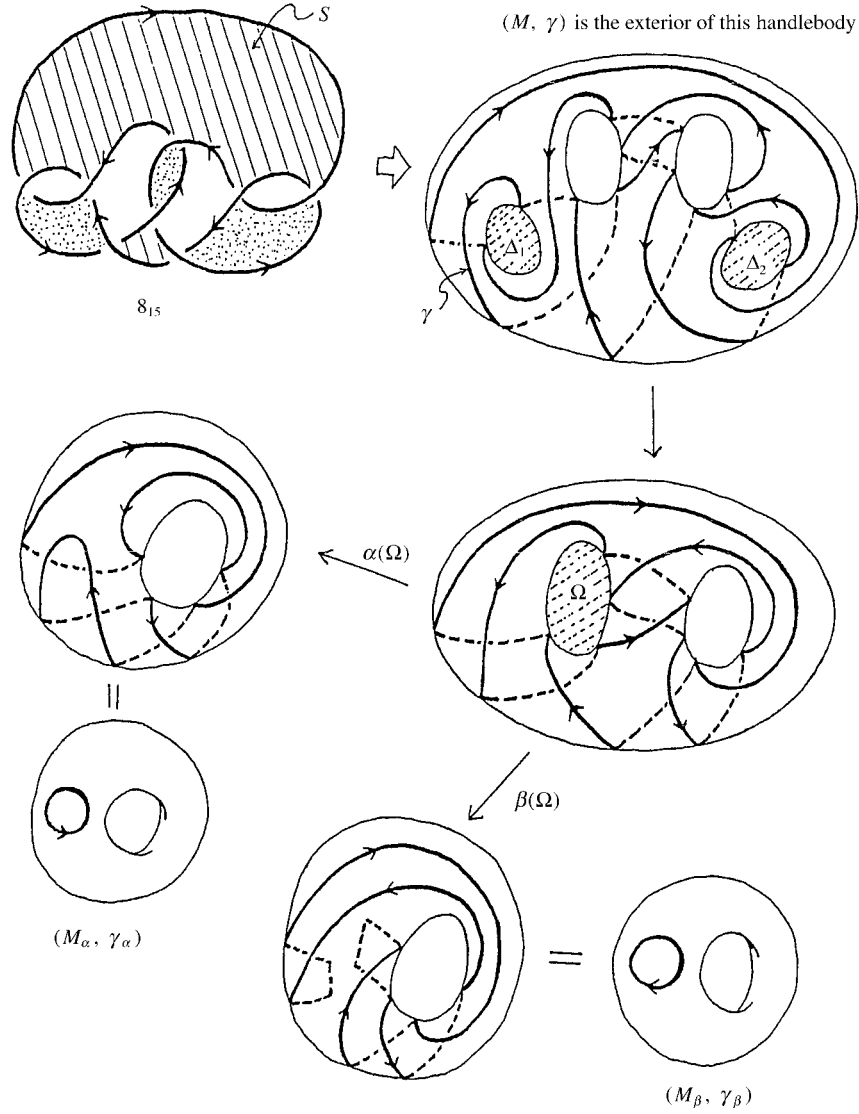 S
(M, γ) is the exterior of this handlebody
Δ₁
Δ₂
γ
8₁₅
α(Ω)
Ω
β(Ω)
(M_α, γ_α)
(M_β, γ_β)